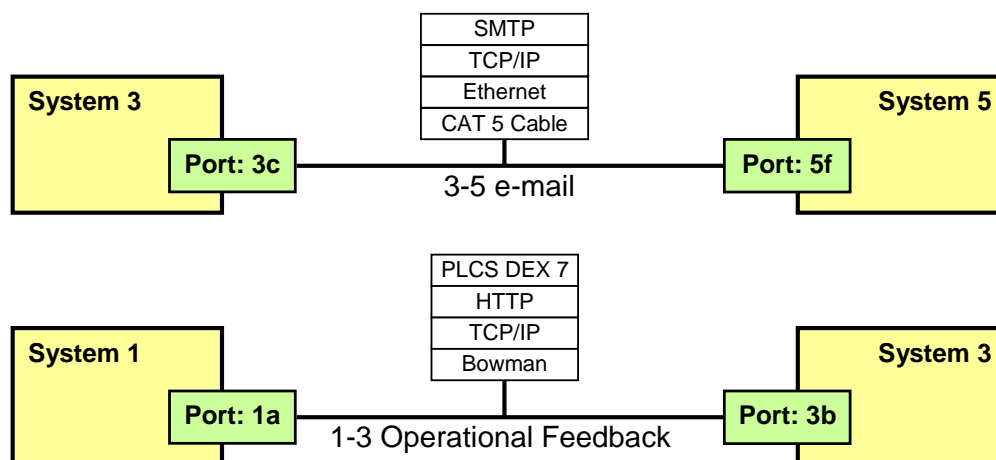 SMTP
TCP/IP
Ethernet
CAT 5 Cable
System 3
System 5
Port: 3c
Port: 5f
3-5 e-mail
PLCS DEX 7
HTTP
TCP/IP
Bowman
System 1
System 3
Port: 1a
Port: 3b
1-3 Operational Feedback